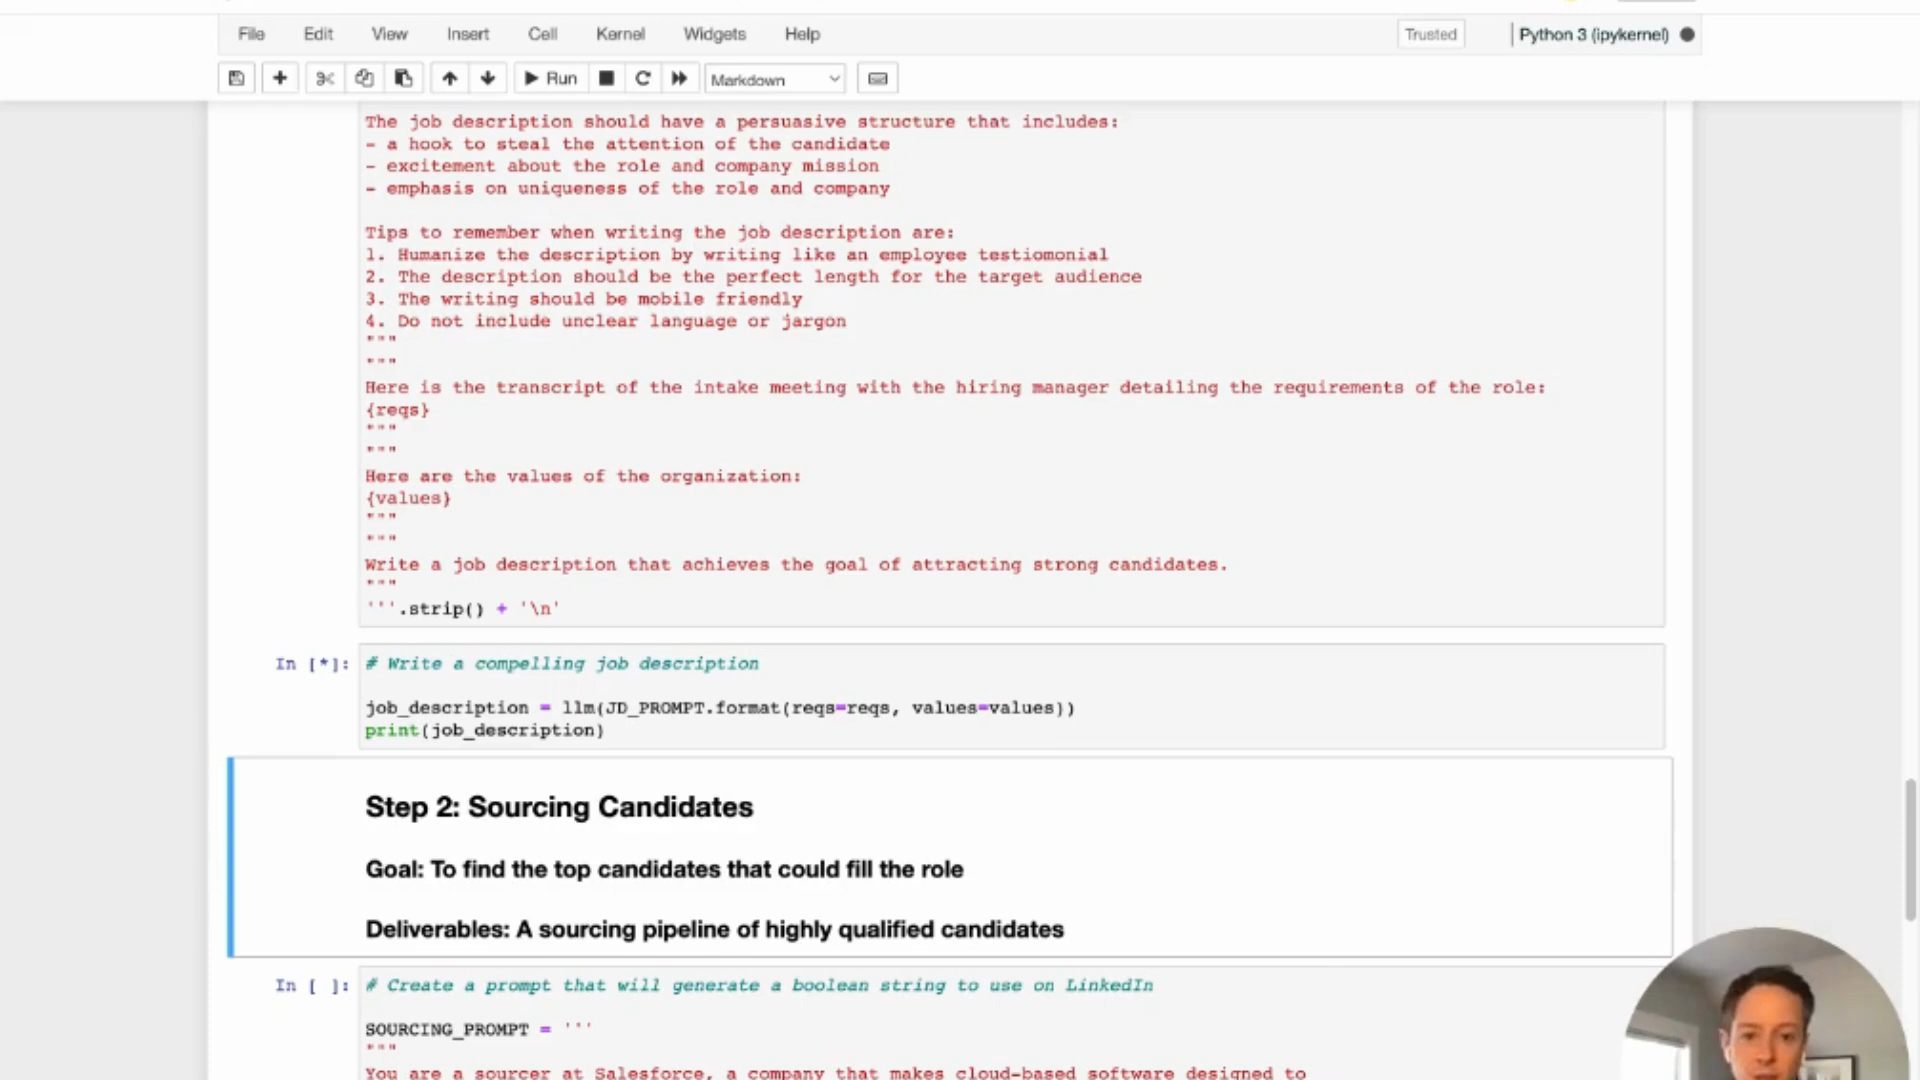 File Edit View Insert Cell Kernel Widgets Help Trusted Python 3 (ipykernel)
Run Markdown
The job description should have a persuasive structure that includes:
- a hook to steal the attention of the candidate
- excitement about the role and company mission
- emphasis on uniqueness of the role and company
Tips to remember when writing the job description are:
1. Humanize the description by writing like an employee testiomonial
2. The description should be the perfect length for the target audience
3. The writing should be mobile friendly
4. Do not include unclear language or jargon
"""
"""
Here is the transcript of the intake meeting with the hiring manager detailing the requirements of the role:
{reqs}
"""
"""
Here are the values of the organization:
{values}
"""
"""
Write a job description that achieves the goal of attracting strong candidates.
"""
'''.strip() + '\n'
In [*]: # Write a compelling job description
job_description = llm(JD_PROMPT.format(reqs=reqs, values=values))
print(job_description)
Step 2: Sourcing Candidates
Goal: To find the top candidates that could fill the role
Deliverables: A sourcing pipeline of highly qualified candidates
In [ ]: # Create a prompt that will generate a boolean string to use on LinkedIn
SOURCING_PROMPT = '''
"""
You are a sourcer at Salesforce, a company that makes cloud-based software designed to